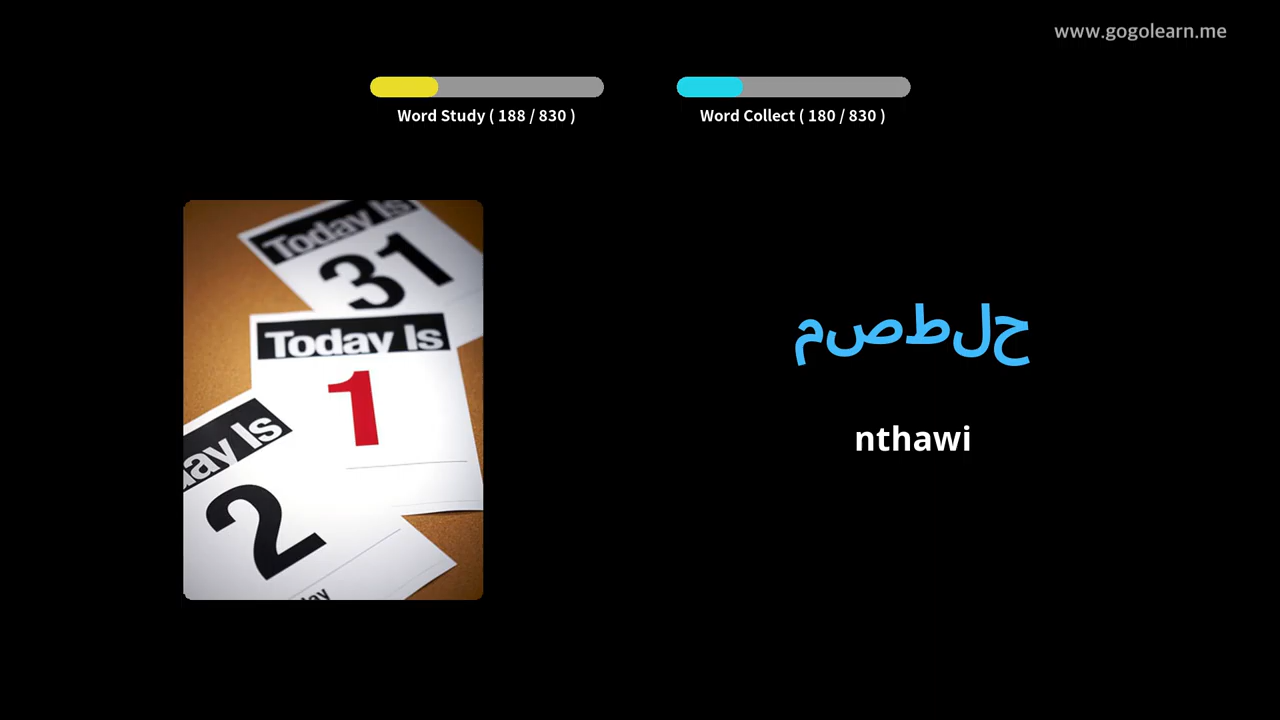 www.gogolearn.me
Word Study ( 188 / 830 )
Word Collect ( 180 / 830 )
Today Is
31
Today Is
1
ay Is
2
حلطصم
nthawi